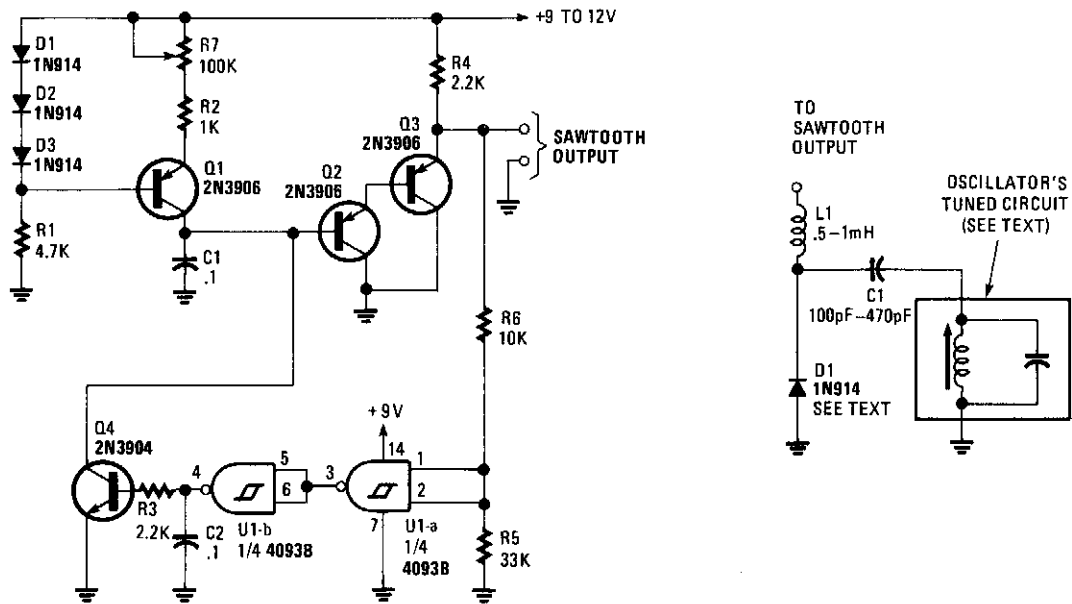 +9 TO 12V
D1
1N914
D2
1N914
D3
1N914
R1
4.7K
R7
100K
R2
1K
Q1
2N3906
C1
.1
Q2
2N3906
Q3
2N3906
R4
2.2K
SAWTOOTH
OUTPUT
R6
10K
+9V
14
1
2
3
7
U1-a
1/4
4093B
R5
33K
5
6
4
U1-b
1/4 4093B
Q4
2N3904
R3
2.2K
C2
.1
TO
SAWTOOTH
OUTPUT
L1
.5-1mH
C1
100pF-470pF
D1
1N914
SEE TEXT
OSCILLATOR'S
TUNED CIRCUIT
(SEE TEXT)